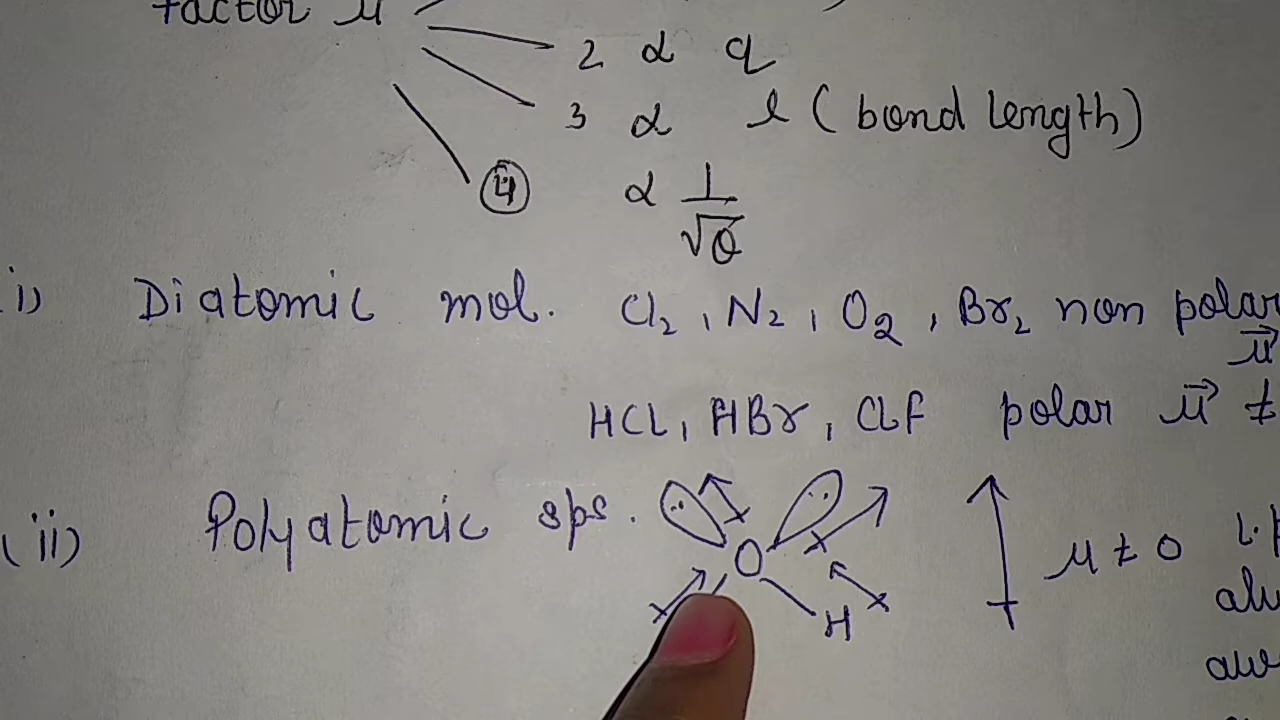 factor μ
2 α q
3 α l (bond length)
④ α 1/√θ
i) Diatomic mol. Cl₂, N₂, O₂, Br₂ non polar
μ⃗
HCl, HBr, ClF polar μ⃗ ≠
(ii) Polyatomic sps. O H μ ≠ 0